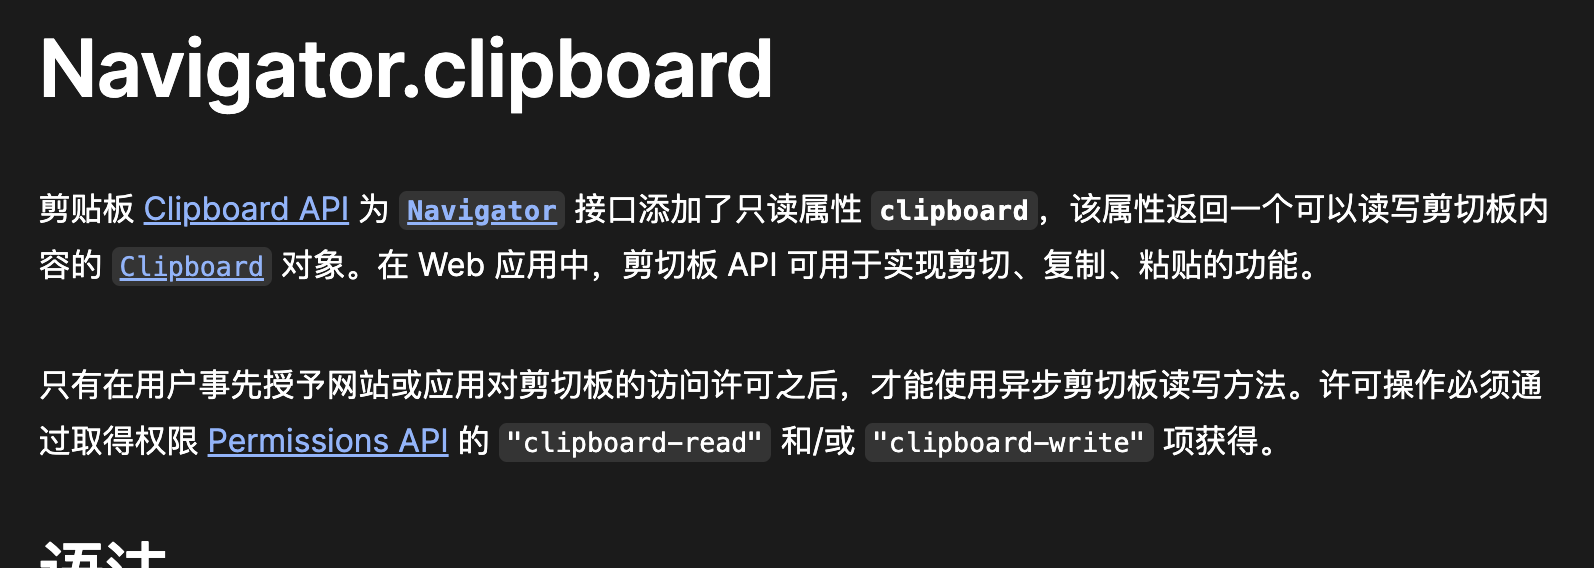 Navigator.clipboard
剪贴板 Clipboard API 为 Navigator 接口添加了只读属性 clipboard，该属性返回一个可以读写剪切板内
容的 Clipboard 对象。在 Web 应用中，剪切板 API 可用于实现剪切、复制、粘贴的功能。
只有在用户事先授予网站或应用对剪切板的访问许可之后，才能使用异步剪切板读写方法。许可操作必须通
过取得权限 Permissions API 的 "clipboard-read" 和/或 "clipboard-write" 项获得。
语法